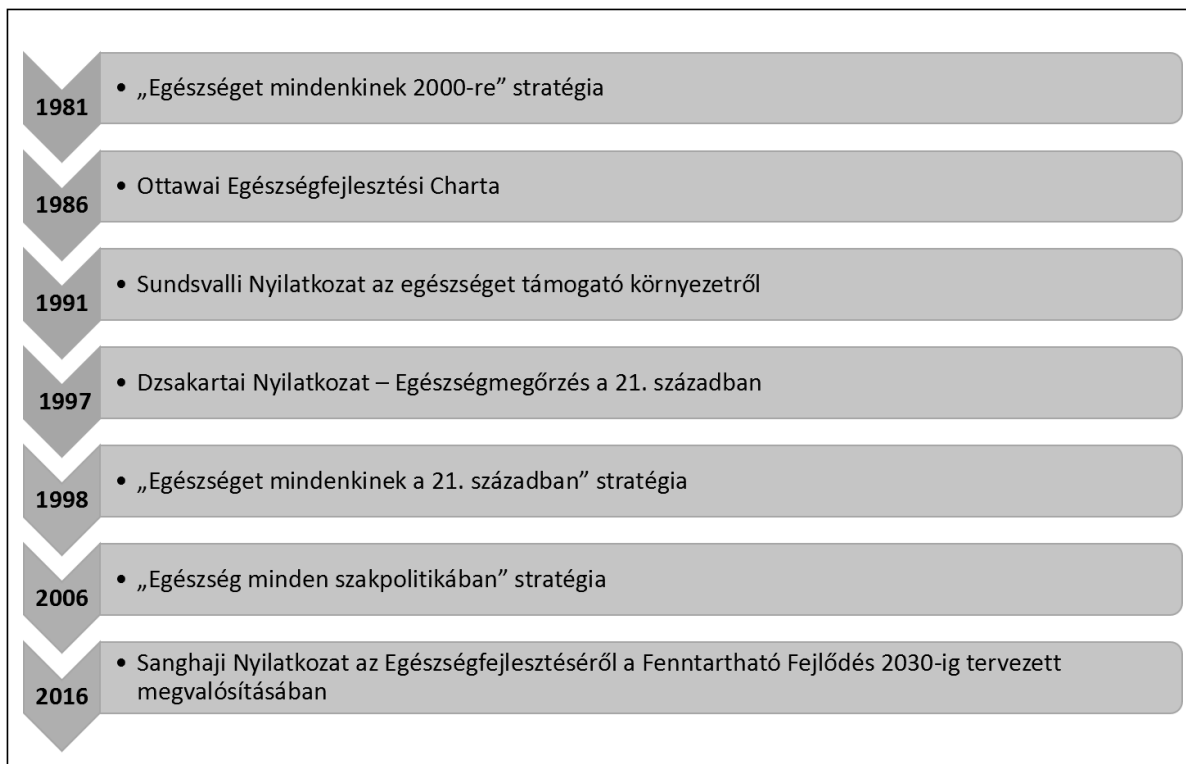 1981
• „Egészséget mindenkinek 2000-re” stratégia
1986
• Ottawai Egészségfejlesztési Charta
1991
• Sundsvalli Nyilatkozat az egészséget támogató környezetről
1997
• Dzsakartai Nyilatkozat – Egészségmegőrzés a 21. században
1998
• „Egészséget mindenkinek a 21. században” stratégia
2006
• „Egészség minden szakpolitikában” stratégia
2016
• Sanghaji Nyilatkozat az Egészségfejlesztéséről a Fenntartható Fejlődés 2030-ig tervezett
megvalósításában